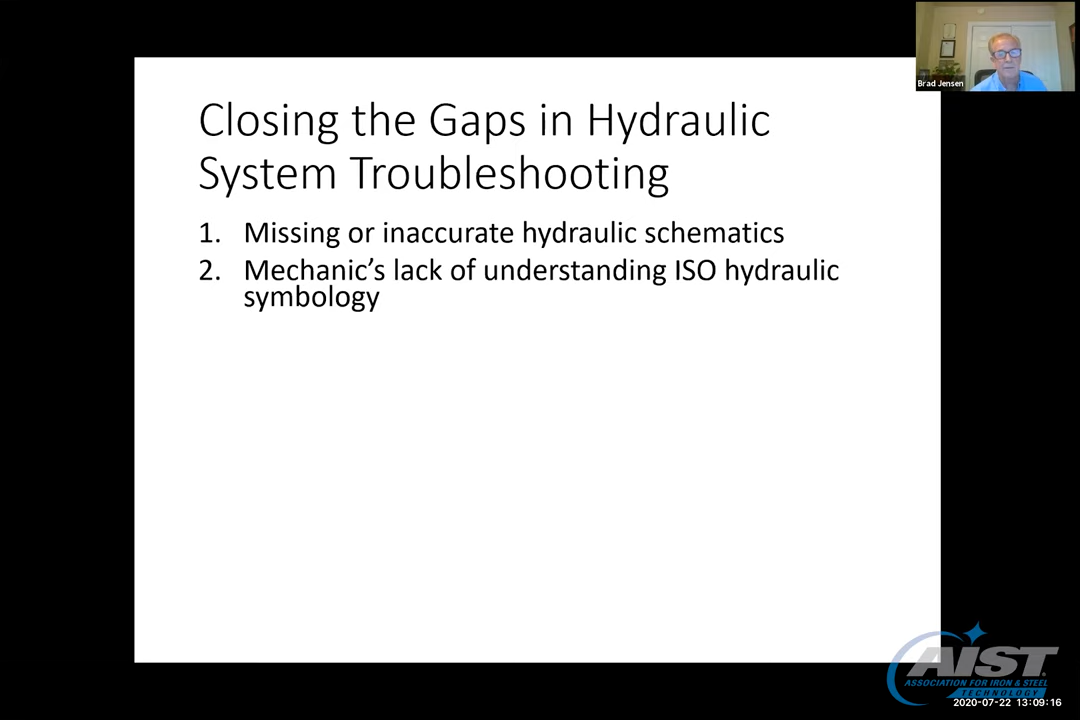 Brad Jensen
Closing the Gaps in Hydraulic
System Troubleshooting
1. Missing or inaccurate hydraulic schematics
2. Mechanic’s lack of understanding ISO hydraulic
symbology
AIST
ASSOCIATION FOR IRON & STEEL
TECHNOLOGY
2020-07-22 13:09:16